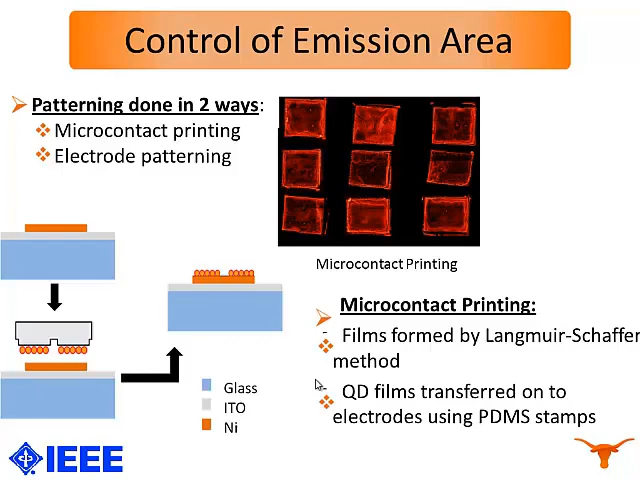 Control of Emission Area
Patterning done in 2 ways:
Microcontact printing
Electrode patterning
Microcontact Printing
Microcontact Printing:
- Films formed by Langmuir-Schaffer
method
- QD films transferred on to
electrodes using PDMS stamps
Glass
ITO
Ni
IEEE